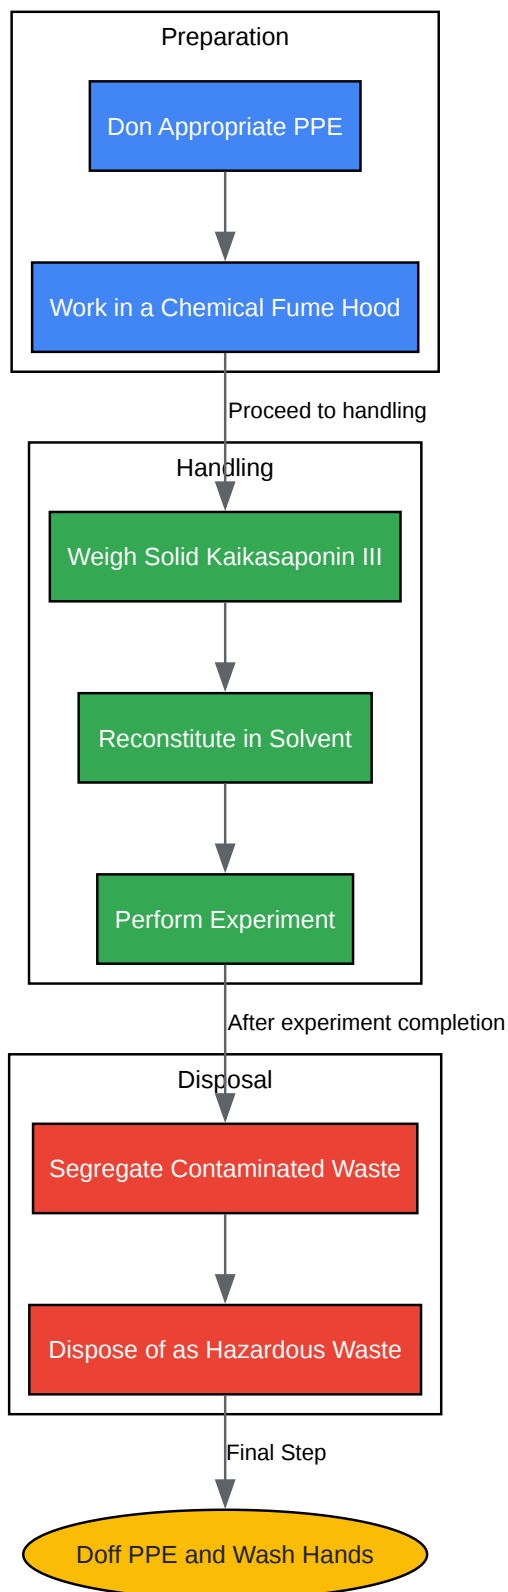 Preparation
Don Appropriate PPE
Work in a Chemical Fume Hood
Proceed to handling
Handling
Weigh Solid Kaikasaponin III
Reconstitute in Solvent
Perform Experiment
After experiment completion
Disposal
Segregate Contaminated Waste
Dispose of as Hazardous Waste
Final Step
Doff PPE and Wash Hands